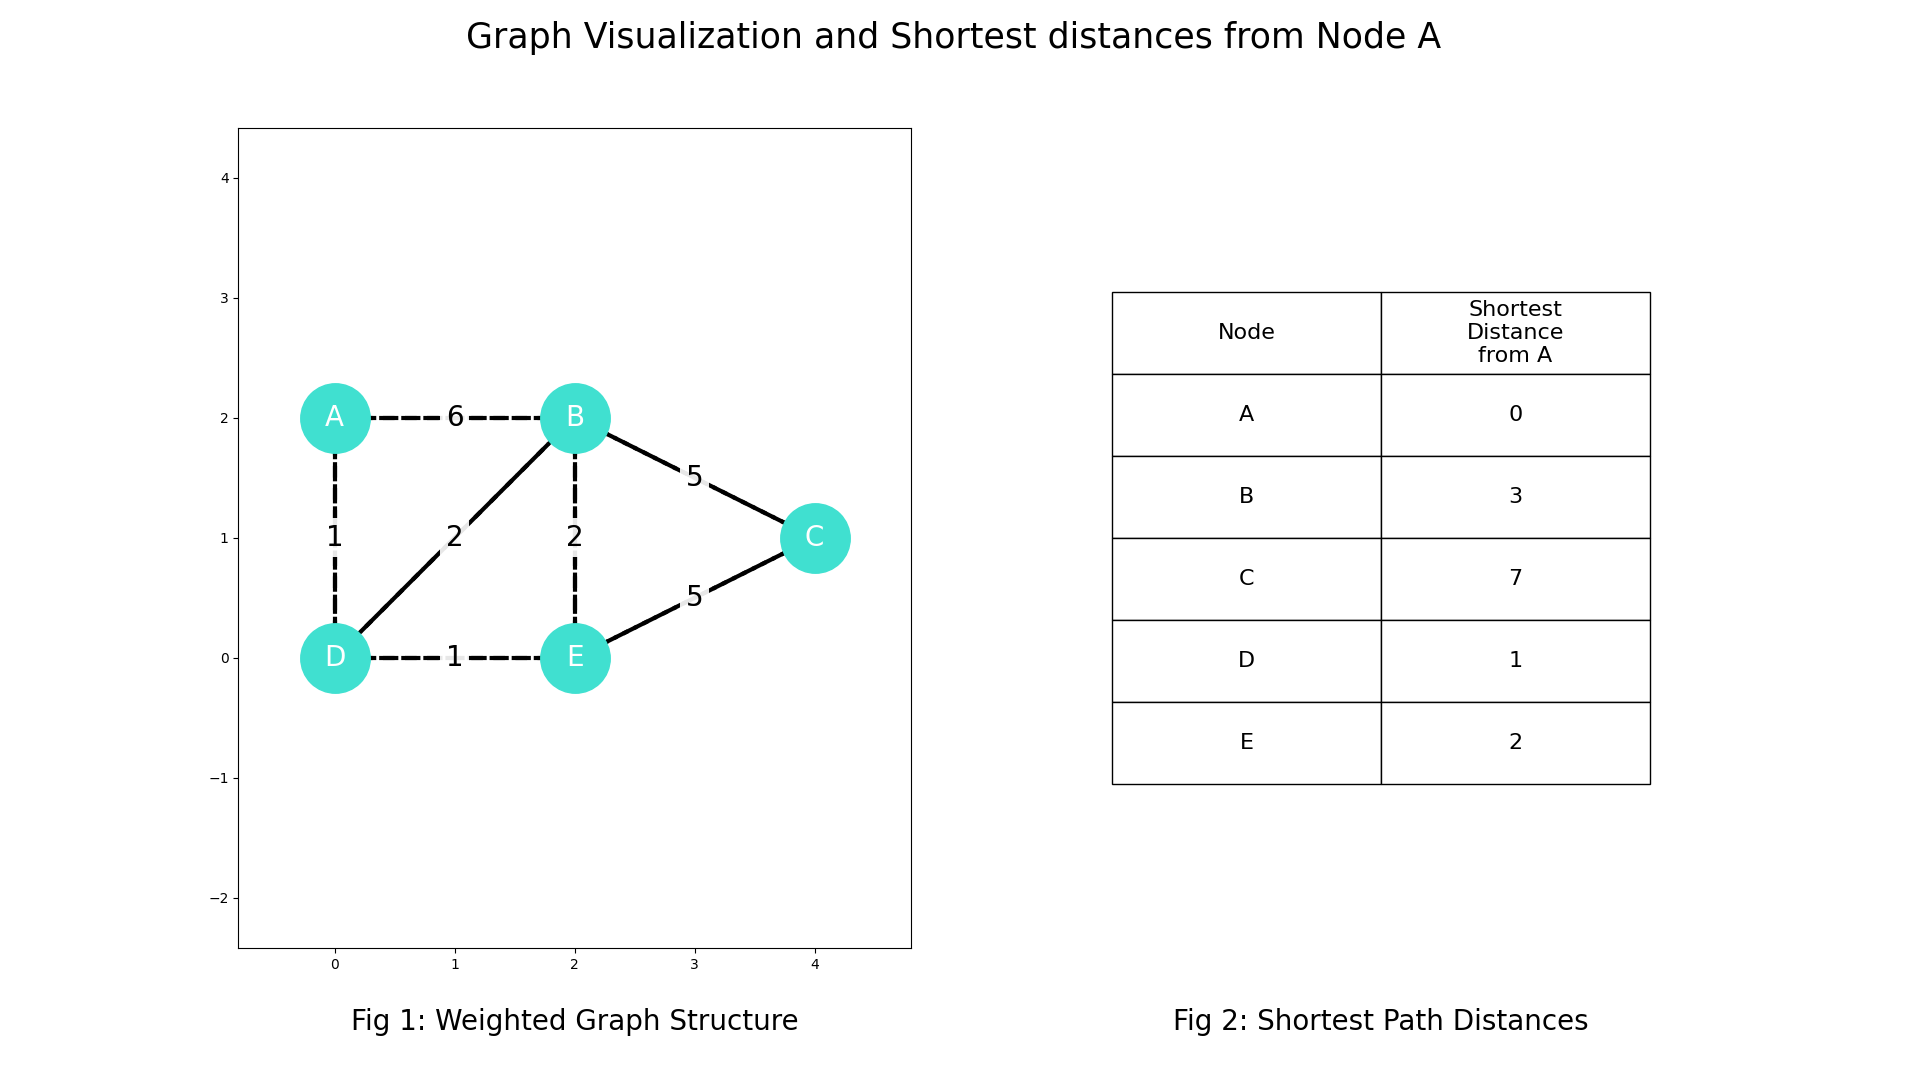 Graph Visualization and Shortest distances from Node A
4
3
2
1
0
−1
−2
0
1
2
3
4
A
6
B
5
1
2
2
C
5
D
1
E
Fig 1: Weighted Graph Structure
Node
Shortest
Distance
from A
A
0
B
3
C
7
D
1
E
2
Fig 2: Shortest Path Distances